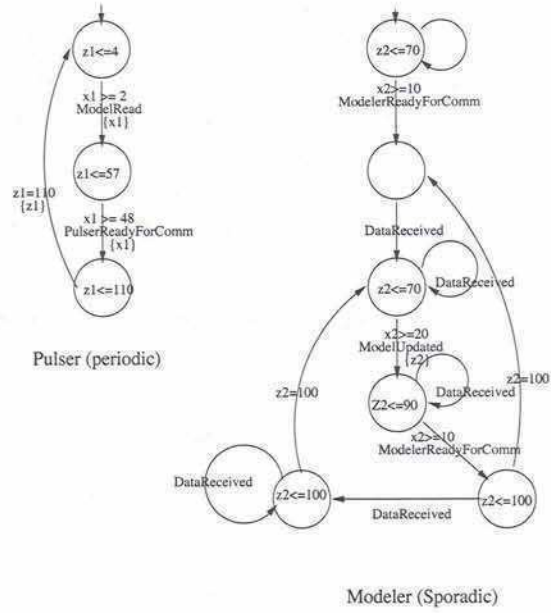 z1<=4
x1 >= 2
ModelRead
{x1}
z1<=57
z1=110
{z1}
x1 >= 48
PulserReadyForComm
{x1}
z1<=110
Pulser (periodic)
z2<=70
x2>=10
ModelerReadyForComm
DataReceived
z2<=70
DataReceived
x2>=20
ModelUpdated
{z2}
z2=100
DataReceived
z2=100
Z2<=90
x2>=10
ModelerReadyForComm
DataReceived
z2<=100
z2<=100
DataReceived
Modeler (Sporadic)